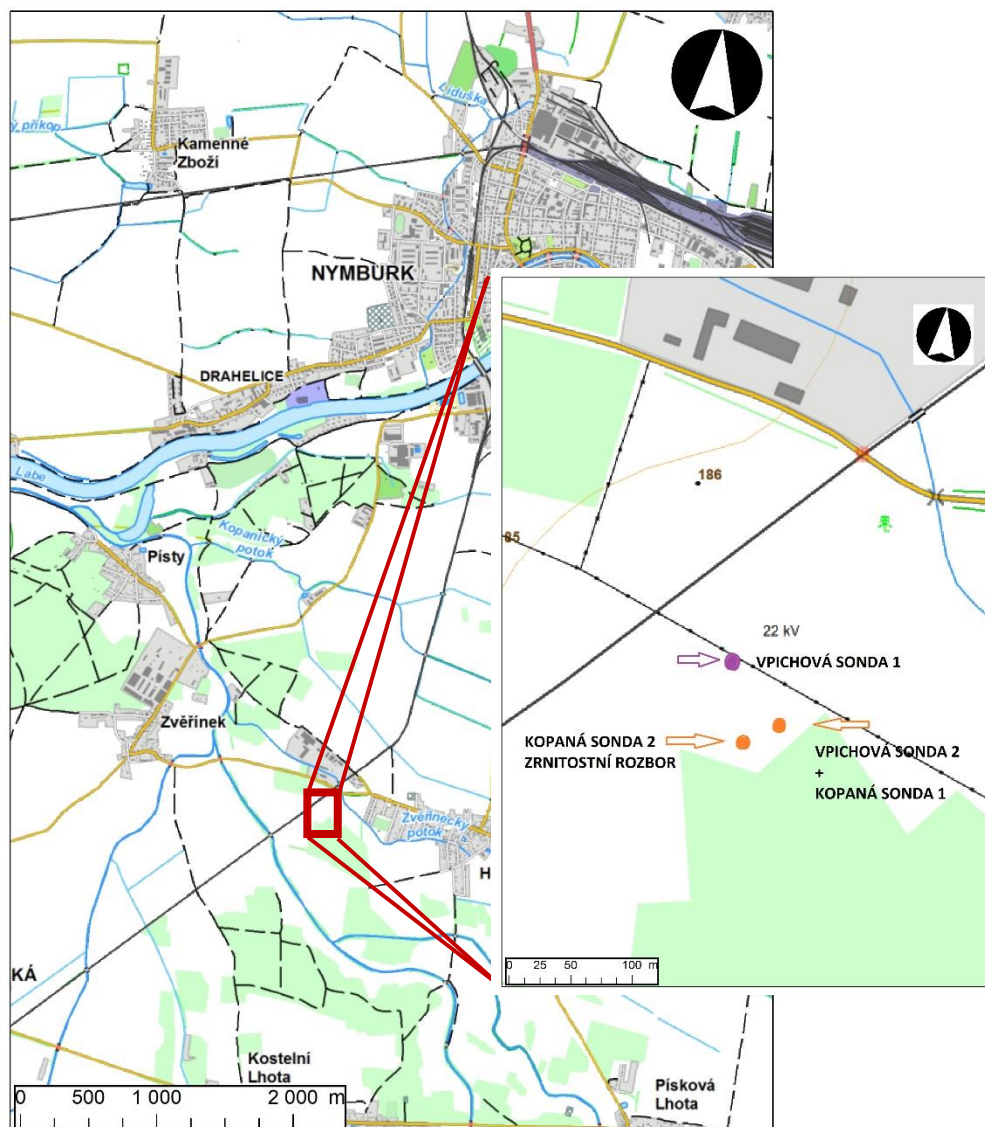 Liduška
ý příkop
Kamenné
Zboží
NYMBURK
DRAHELICE
Labe
Kopanický
potok
Písty
Zvěřínek
Zvěřínecký
potok
H
KÁ
Kostelní
Lhota
Písková
Lhota
0 500 1 000 2 000 m
186
85
22 kV
VPICHOVÁ SONDA 1
KOPANÁ SONDA 2
ZRNITOSTNÍ ROZBOR
VPICHOVÁ SONDA 2
+
KOPANÁ SONDA 1
0 25 50 100 m